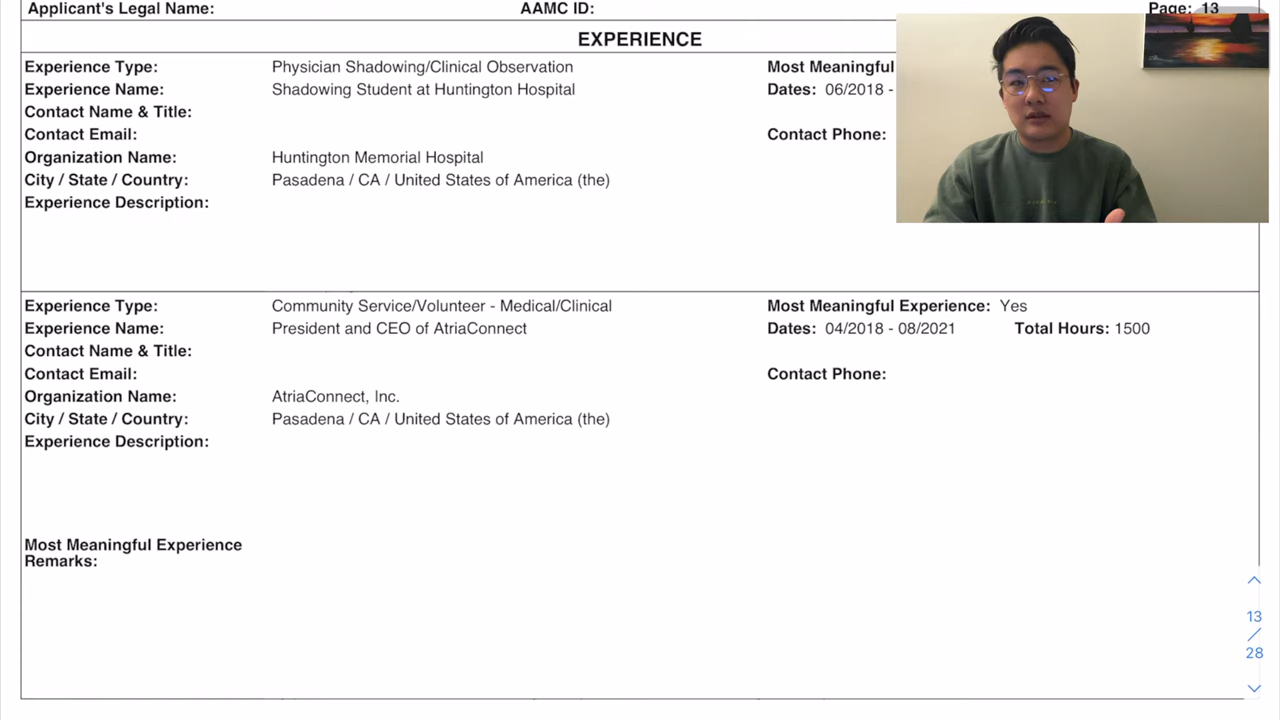 Applicant's Legal Name: AAMC ID: Page: 13
EXPERIENCE
Experience Type: Physician Shadowing/Clinical Observation Most Meaningful
Experience Name: Shadowing Student at Huntington Hospital Dates: 06/2018 -
Contact Name & Title:
Contact Email: Contact Phone:
Organization Name: Huntington Memorial Hospital
City / State / Country: Pasadena / CA / United States of America (the)
Experience Description:
Experience Type: Community Service/Volunteer - Medical/Clinical Most Meaningful Experience: Yes
Experience Name: President and CEO of AtriaConnect Dates: 04/2018 - 08/2021 Total Hours: 1500
Contact Name & Title:
Contact Email: Contact Phone:
Organization Name: AtriaConnect, Inc.
City / State / Country: Pasadena / CA / United States of America (the)
Experience Description:
Most Meaningful Experience
Remarks:
13
/
28